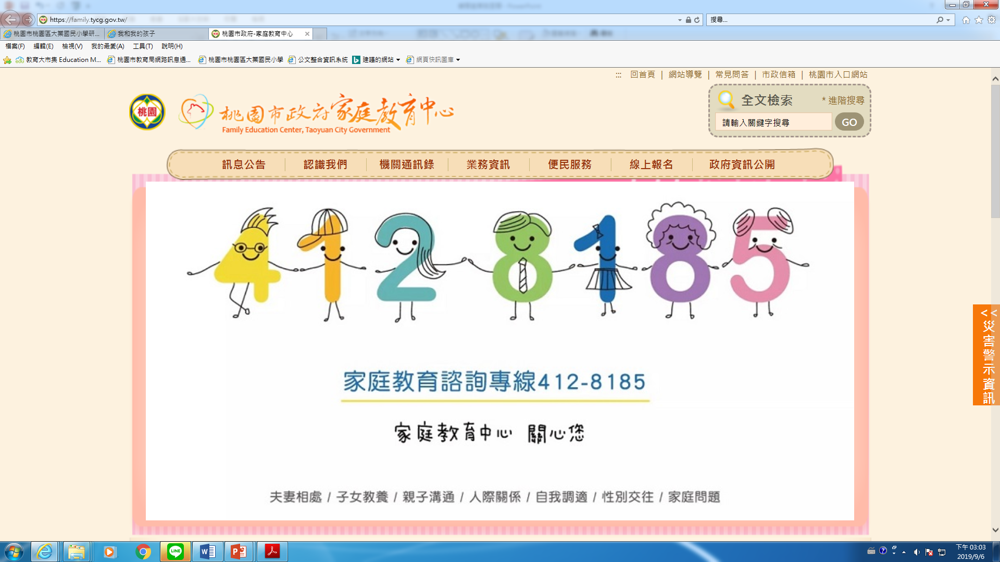 https://family.tycg.gov.tw/
搜尋...
桃園市桃園區大業國民小學研...
我和我的孩子
桃園市政府-家庭教育中心
檔案(F) 編輯(E) 檢視(V) 我的最愛(A) 工具(T) 說明(H)
教育大市集 Education M... 桃園市教育局網路訊息通... 桃園市桃園區大業國民小學 公文整合資訊系統 建議的網站 網頁快訊圖庫
::: 回首頁 | 網站導覽 | 常見問答 | 市政信箱 | 桃園市入口網站
桃園
桃園市政府家庭教育中心
Family Education Center, Taoyuan City Government
全文檢索 * 進階搜尋
請輸入關鍵字搜尋 GO
訊息公告 認識我們 機關通訊錄 業務資訊 便民服務 線上報名 政府資訊公開
4128185
家庭教育諮詢專線412-8185
家庭教育中心 關心您
夫妻相處 / 子女教養 / 親子溝通 / 人際關係 / 自我調適 / 性別交往 / 家庭問題
<<災害警示資訊
LINE
下午 03:03
2019/9/6